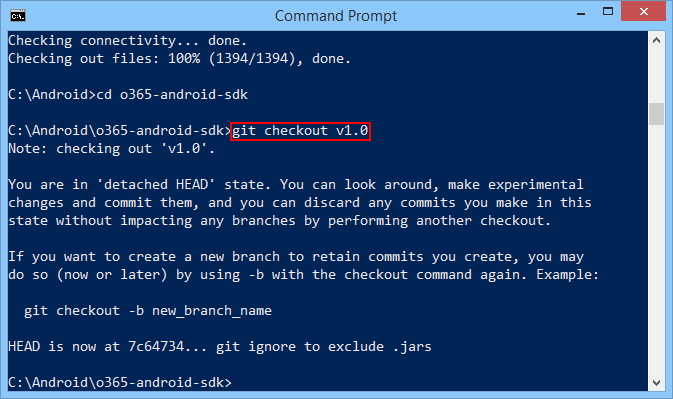 Command Prompt
Checking connectivity... done.
Checking out files: 100% (1394/1394), done.
C:\Android>cd o365-android-sdk
C:\Android\o365-android-sdk>git checkout v1.0
Note: checking out 'v1.0'.
You are in 'detached HEAD' state. You can look around, make experimental
changes and commit them, and you can discard any commits you make in this
state without impacting any branches by performing another checkout.
If you want to create a new branch to retain commits you create, you may
do so (now or later) by using -b with the checkout command again. Example:
git checkout -b new_branch_name
HEAD is now at 7c64734... git ignore to exclude .jars
C:\Android\o365-android-sdk>